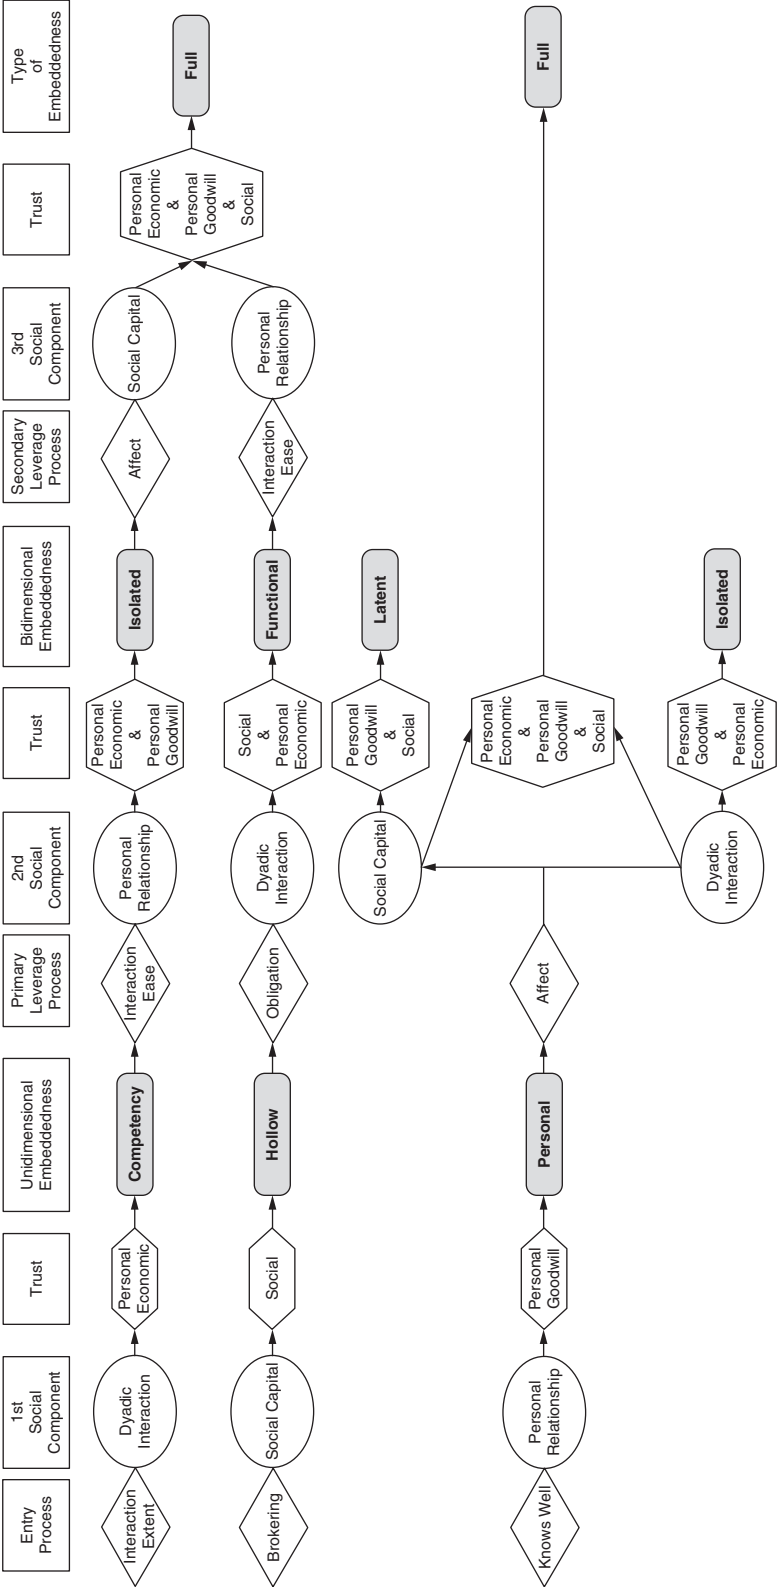 Entry
Process
1st
Social
Component
Trust
Unidimensional
Embeddedness
Primary
Leverage
Process
2nd
Social
Component
Trust
Bidimensional
Embeddedness
Secondary
Leverage
Process
3rd
Social
Component
Trust
Type
of
Embeddedness
Interaction
Extent
Dyadic
Interaction
Personal
Economic
Competency
Interaction
Ease
Personal
Relationship
Personal
Economic
&
Personal
Goodwill
Isolated
Affect
Social Capital
Personal
Economic
&
Personal
Goodwill
&
Social
Full
Brokering
Social Capital
Social
Hollow
Obligation
Dyadic
Interaction
Social
&
Personal
Economic
Functional
Interaction
Ease
Personal
Relationship
Social Capital
Personal
Goodwill
&
Social
Latent
Knows Well
Personal
Relationship
Personal
Goodwill
Personal
Affect
Personal
Economic
&
Personal
Goodwill
&
Social
Full
Dyadic
Interaction
Personal
Goodwill
&
Personal
Economic
Isolated